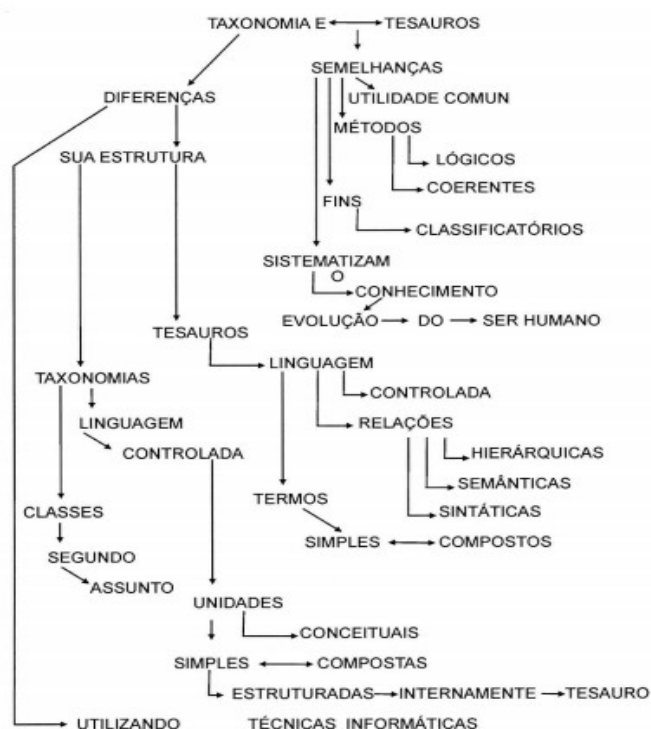 TAXONOMIA E TESAUROS
SEMELHANÇAS
DIFERENÇAS
UTILIDADE COMUN
MÉTODOS
SUA ESTRUTURA
LÓGICOS
COERENTES
FINS
CLASSIFICATÓRIOS
SISTEMATIZAM
O
CONHECIMENTO
EVOLUÇÃO DO SER HUMANO
TESAUROS
LINGUAGEM
TAXONOMIAS
CONTROLADA
LINGUAGEM
RELAÇÕES
CONTROLADA
HIERÁRQUICAS
SEMÂNTICAS
TERMOS
CLASSES
SINTÁTICAS
SIMPLES COMPOSTOS
SEGUNDO
ASSUNTO
UNIDADES
CONCEITUAIS
SIMPLES COMPOSTAS
ESTRUTURADAS INTERNAMENTE TESAURO
UTILIZANDO TÉCNICAS INFORMÁTICAS